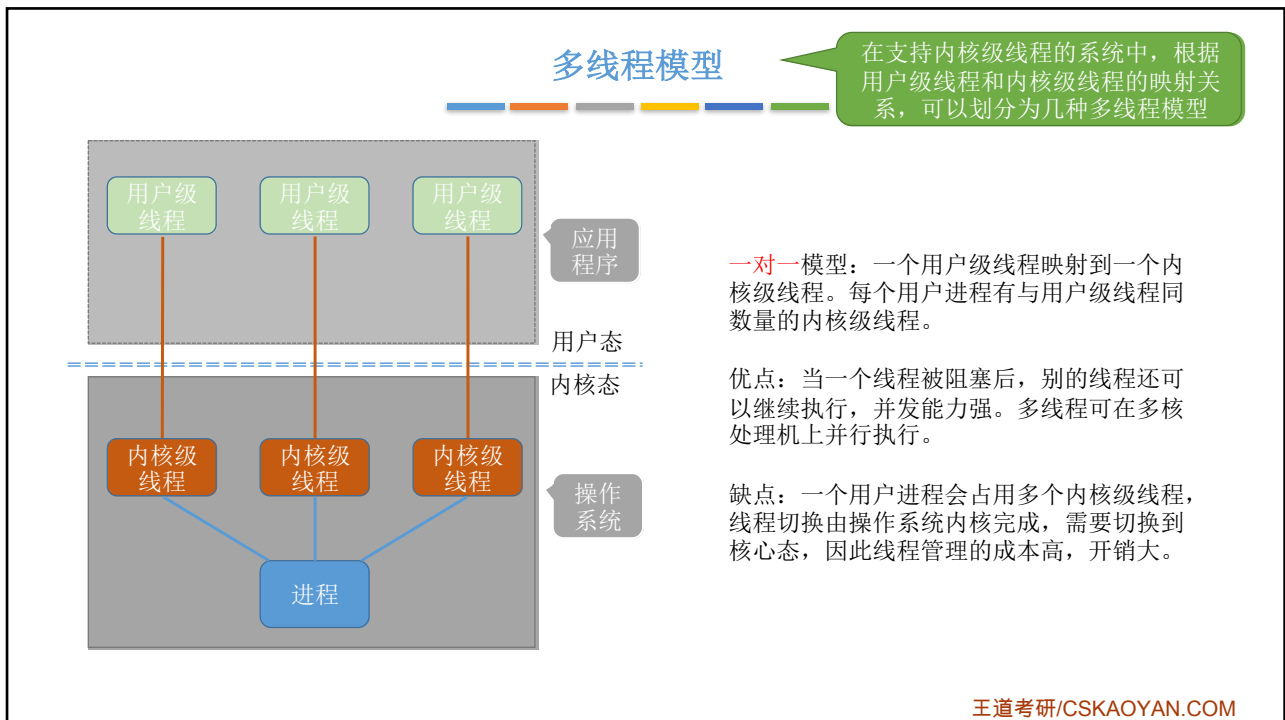 多线程模型
在支持内核级线程的系统中，根据
用户级线程和内核级线程的映射关
系，可以划分为几种多线程模型
用户级
线程
用户级
线程
用户级
线程
应用
程序
用户态
内核态
内核级
线程
内核级
线程
内核级
线程
操作
系统
进程
一对一模型：一个用户级线程映射到一个内
核级线程。每个用户进程有与用户级线程同
数量的内核级线程。
优点：当一个线程被阻塞后，别的线程还可
以继续执行，并发能力强。多线程可在多核
处理机上并行执行。
缺点：一个用户进程会占用多个内核级线程，
线程切换由操作系统内核完成，需要切换到
核心态，因此线程管理的成本高，开销大。
王道考研/CSKAOYAN.COM